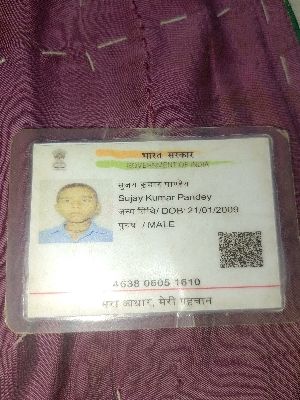 भारत सरकार
GOVERNMENT OF INDIA
सुजय कुमार पाण्डेय
Sujay Kumar Pandey
जन्म तिथि/ DOB: 21/01/2009
पुरुष / MALE
4638 0605 1610
मेरा आधार, मेरी पहचान